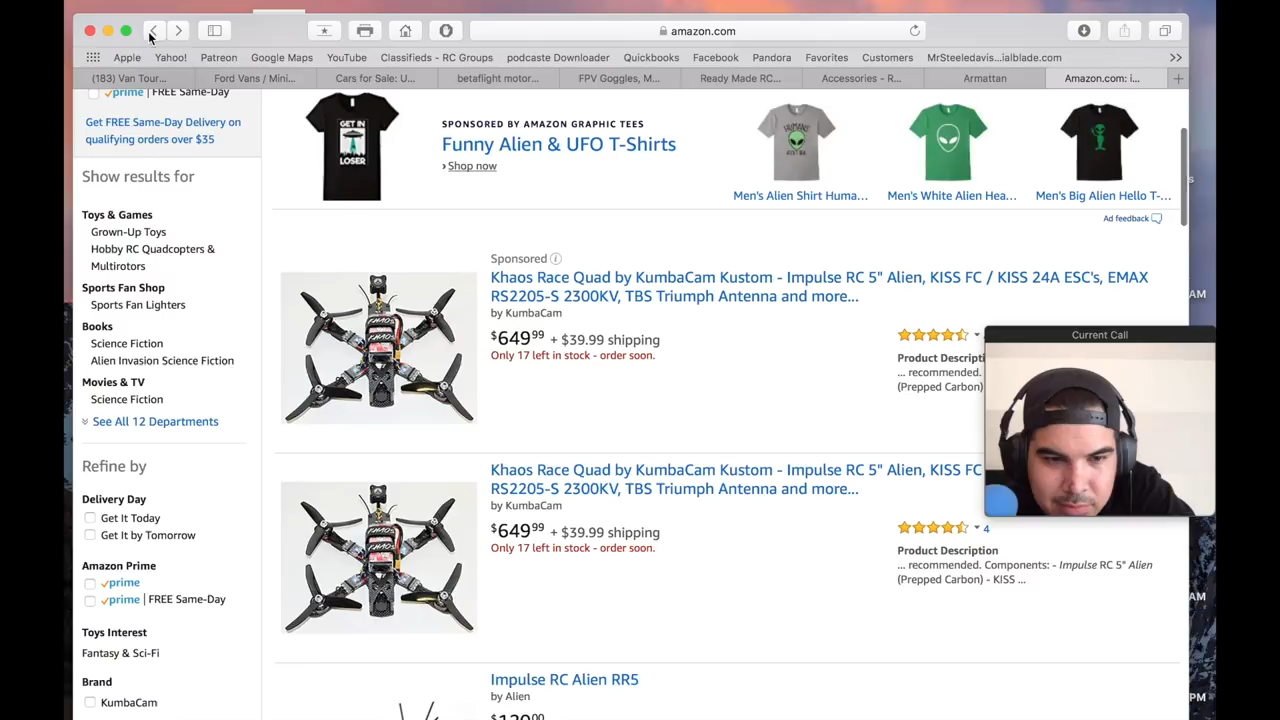 amazon.com
Apple Yahoo! Patreon Google Maps YouTube Classifieds - RC Groups podcaste Downloader Quickbooks Facebook Pandora Favorites Customers MrSteeledavis...ialblade.com >>
(183) Van Tour... Ford Vans / Mini... Cars for Sale: U... betaflight motor... FPV Goggles, M... Ready Made RC... Accessories - R... Armattan Amazon.com: i...
prime | FREE Same-Day
Get FREE Same-Day Delivery on
qualifying orders over $35
Show results for
Toys & Games
Grown-Up Toys
Hobby RC Quadcopters &
Multirotors
Sports Fan Shop
Sports Fan Lighters
Books
Science Fiction
Alien Invasion Science Fiction
Movies & TV
Science Fiction
See All 12 Departments
Refine by
Delivery Day
Get It Today
Get It by Tomorrow
Amazon Prime
prime
prime | FREE Same-Day
Toys Interest
Fantasy & Sci-Fi
Brand
KumbaCam
GET IN
LOSER
SPONSORED BY AMAZON GRAPHIC TEES
Funny Alien & UFO T-Shirts
› Shop now
Men's Alien Shirt Huma... Men's White Alien Hea... Men's Big Alien Hello T-...
Ad feedback
Sponsored
Khaos Race Quad by KumbaCam Kustom - Impulse RC 5" Alien, KISS FC / KISS 24A ESC's, EMAX
RS2205-S 2300KV, TBS Triumph Antenna and more...
by KumbaCam
$649.99 + $39.99 shipping
Only 17 left in stock - order soon.
Product Descripti
... recommended.
(Prepped Carbon)
Khaos Race Quad by KumbaCam Kustom - Impulse RC 5" Alien, KISS FC
RS2205-S 2300KV, TBS Triumph Antenna and more...
by KumbaCam
$649.99 + $39.99 shipping
Only 17 left in stock - order soon.
4
Product Description
... recommended. Components: - Impulse RC 5" Alien
(Prepped Carbon) - KISS ...
Impulse RC Alien RR5
by Alien
Current Call
AM
AM
PM